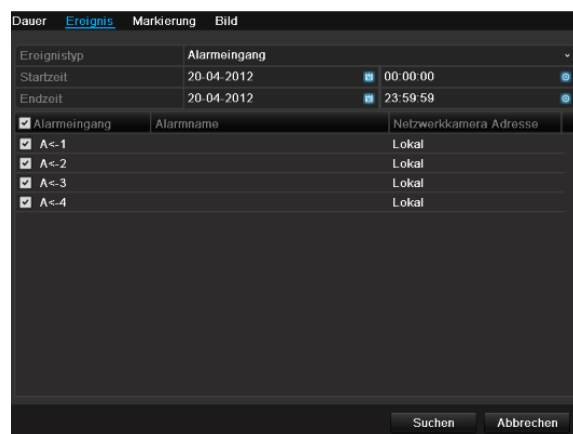 Dauer Ereignis Markierung Bild
Ereignistyp Alarmeingang
Startzeit 20-04-2012 00:00:00
Endzeit 20-04-2012 23:59:59
Alarmeingang Alarmname Netzwerkkamera Adresse
A<-1 Lokal
A<-2 Lokal
A<-3 Lokal
A<-4 Lokal
Suchen Abbrechen